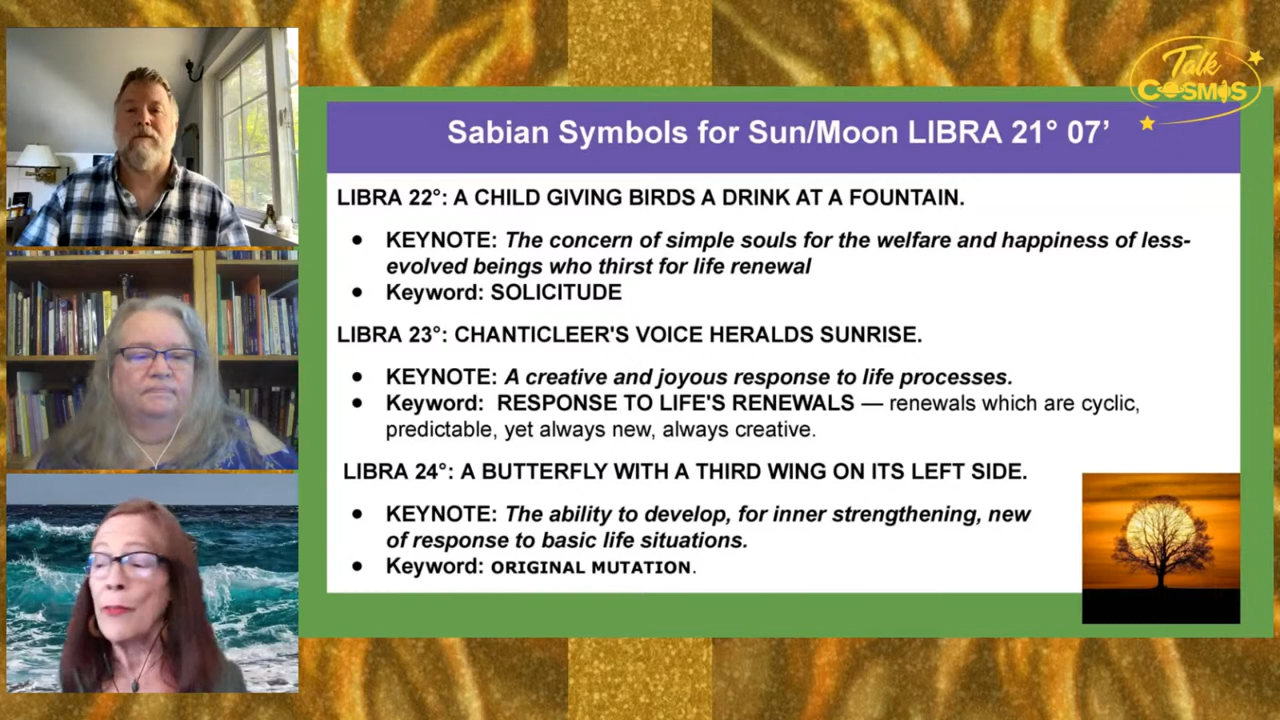 Talk
COSMOS
Sabian Symbols for Sun/Moon LIBRA 21° 07’
LIBRA 22°: A CHILD GIVING BIRDS A DRINK AT A FOUNTAIN.
● KEYNOTE: The concern of simple souls for the welfare and happiness of less-
evolved beings who thirst for life renewal
● Keyword: SOLICITUDE
LIBRA 23°: CHANTICLEER'S VOICE HERALDS SUNRISE.
● KEYNOTE: A creative and joyous response to life processes.
● Keyword: RESPONSE TO LIFE'S RENEWALS — renewals which are cyclic,
predictable, yet always new, always creative.
LIBRA 24°: A BUTTERFLY WITH A THIRD WING ON ITS LEFT SIDE.
● KEYNOTE: The ability to develop, for inner strengthening, new
of response to basic life situations.
● Keyword: ORIGINAL MUTATION.